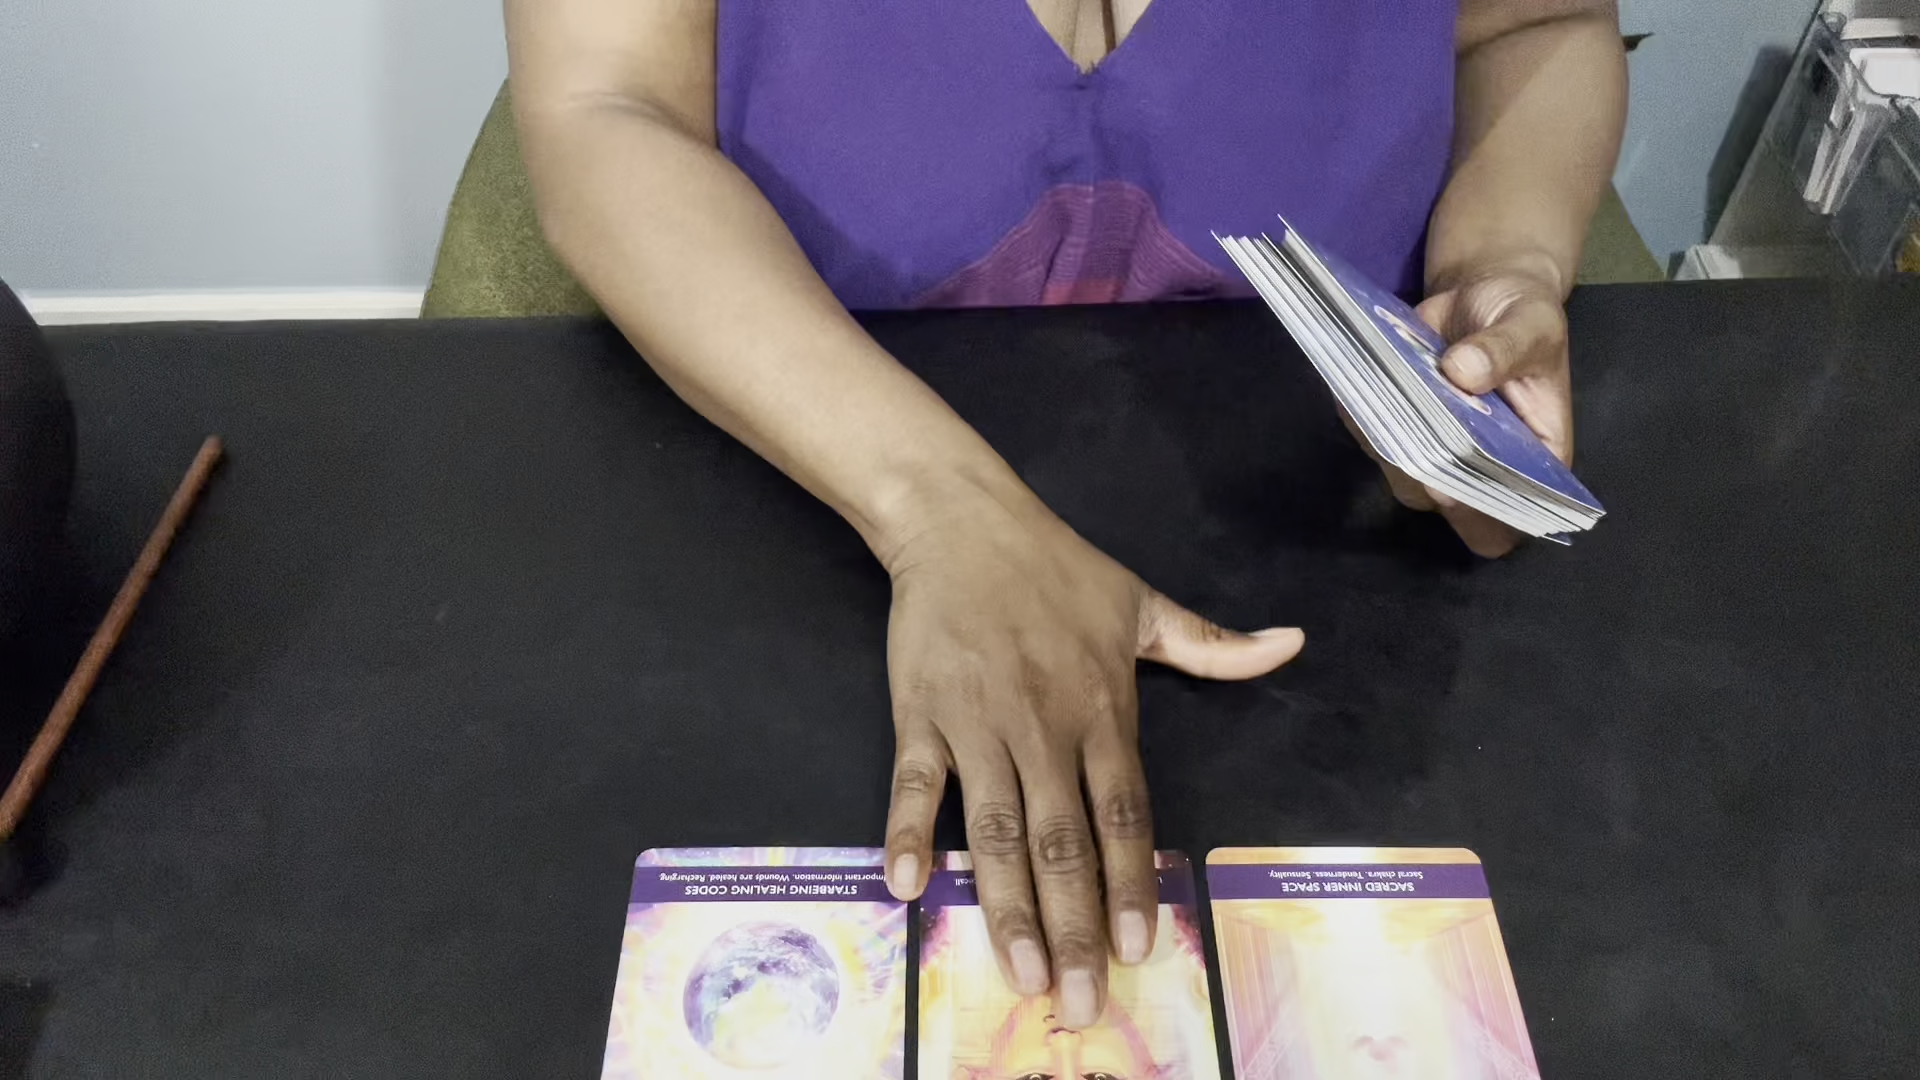 STARBEING HEALING CODES
Important information. Wounds are healed. Recharging
SACRED INNER SPACE
Sacral chakra. Tenderness. Sensuality.